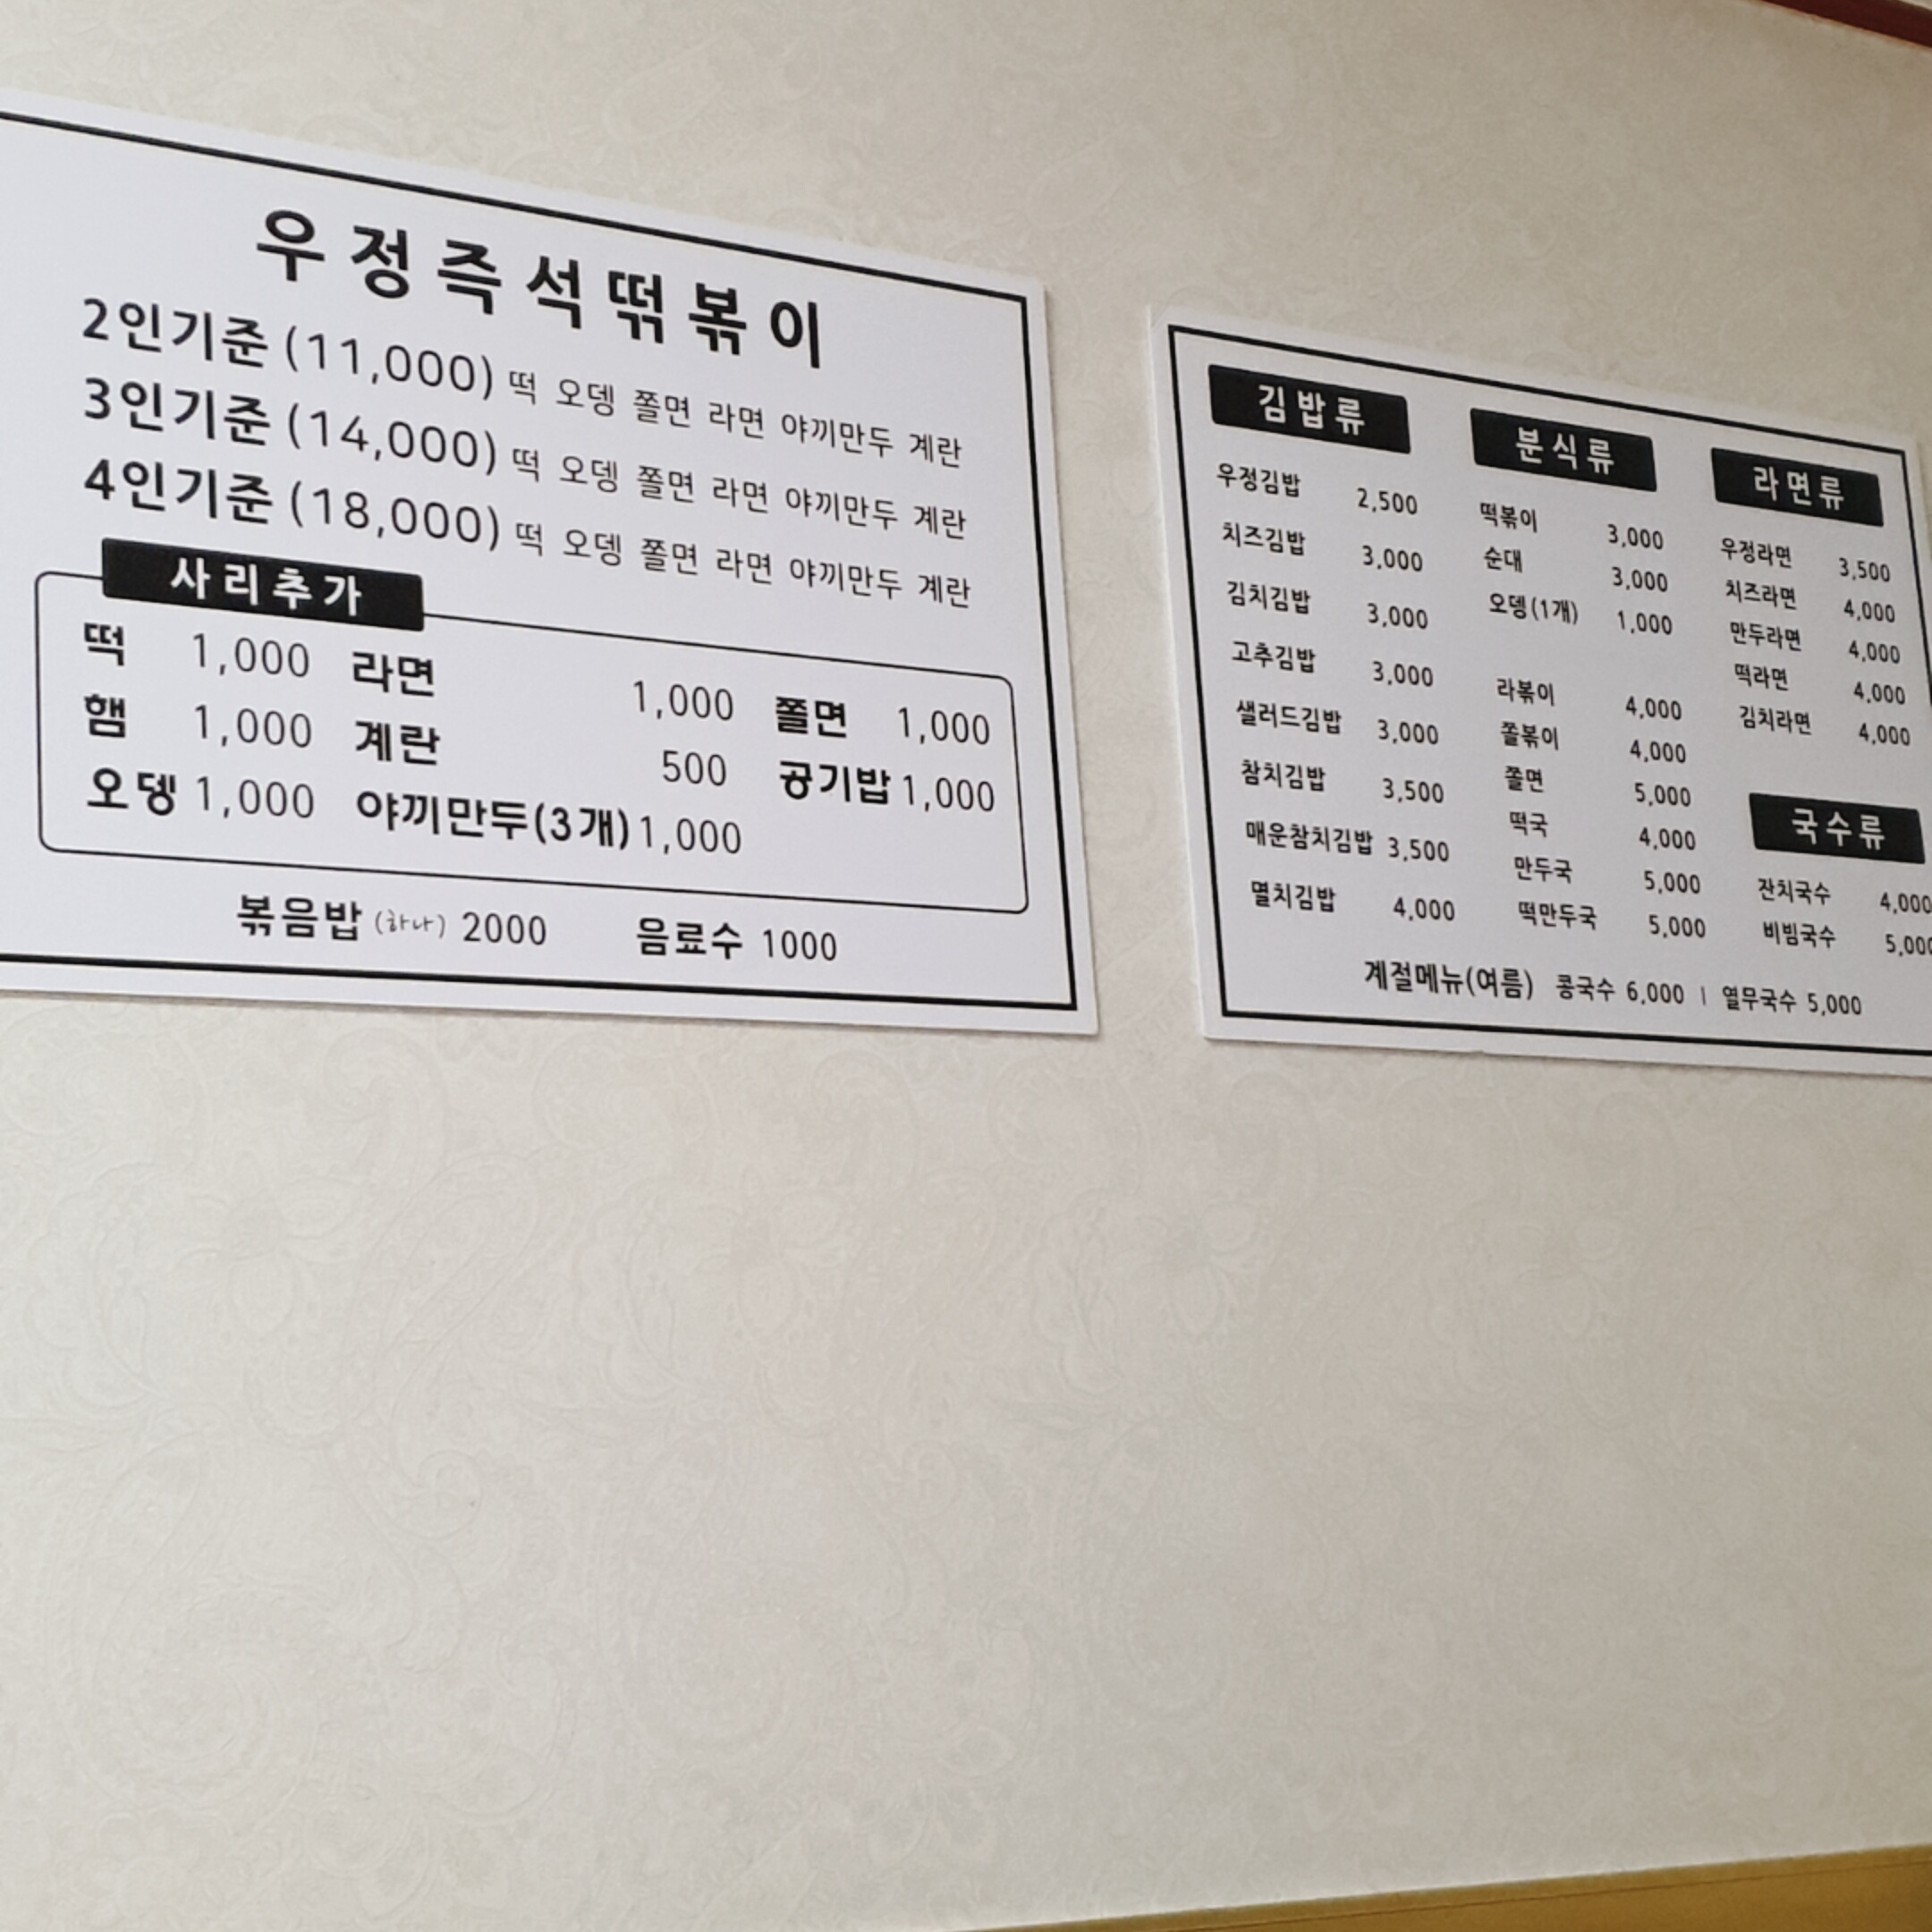 우정즉석떡볶이
2인기준 (11,000) 떡 오뎅 쫄면 라면 야끼만두 계란
3인기준 (14,000) 떡 오뎅 쫄면 라면 야끼만두 계란
4인기준 (18,000) 떡 오뎅 쫄면 라면 야끼만두 계란
사리추가
떡 1,000 라면 1,000 쫄면 1,000
햄 1,000 계란 500 공기밥 1,000
오뎅 1,000 야끼만두(3개) 1,000
볶음밥 (하나) 2000 음료수 1000
김밥류
우정김밥 2,500
치즈김밥 3,000
김치김밥 3,000
고추김밥 3,000
샐러드김밥 3,000
참치김밥 3,500
매운참치김밥 3,500
멸치김밥 4,000
분식류
떡볶이 3,000
순대 3,000
오뎅(1개) 1,000
라볶이 4,000
쫄볶이 4,000
쫄면 5,000
떡국 4,000
만두국 5,000
떡만두국 5,000
라면류
우정라면 3,500
치즈라면 4,000
만두라면 4,000
떡라면 4,000
김치라면 4,000
국수류
잔치국수 4,000
비빔국수 5,000
계절메뉴(여름) 콩국수 6,000 | 열무국수 5,000